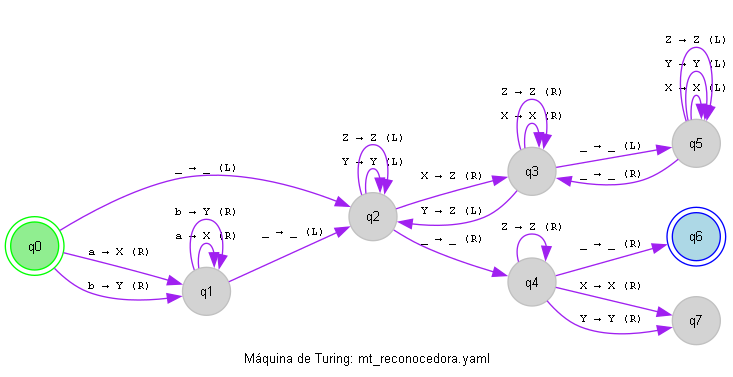 Z → Z (L)
Y → Y (L)
X → X (L)
Z → Z (R)
X → X (R)
Z → Z (L)
Y → Y (L)
_ → _ (L)
q5
_ → _ (L)
q3
X → Z (R)
_ → _ (R)
b → Y (R)
a → X (R)
_ → _ (L)
q2
Y → Z (L)
Z → Z (R)
_ → _ (R)
q0
a → X (R)
b → Y (R)
q1
_ → _ (R)
q6
q4
X → X (R)
Y → Y (R)
q7
Máquina de Turing: mt_reconocedora.yaml